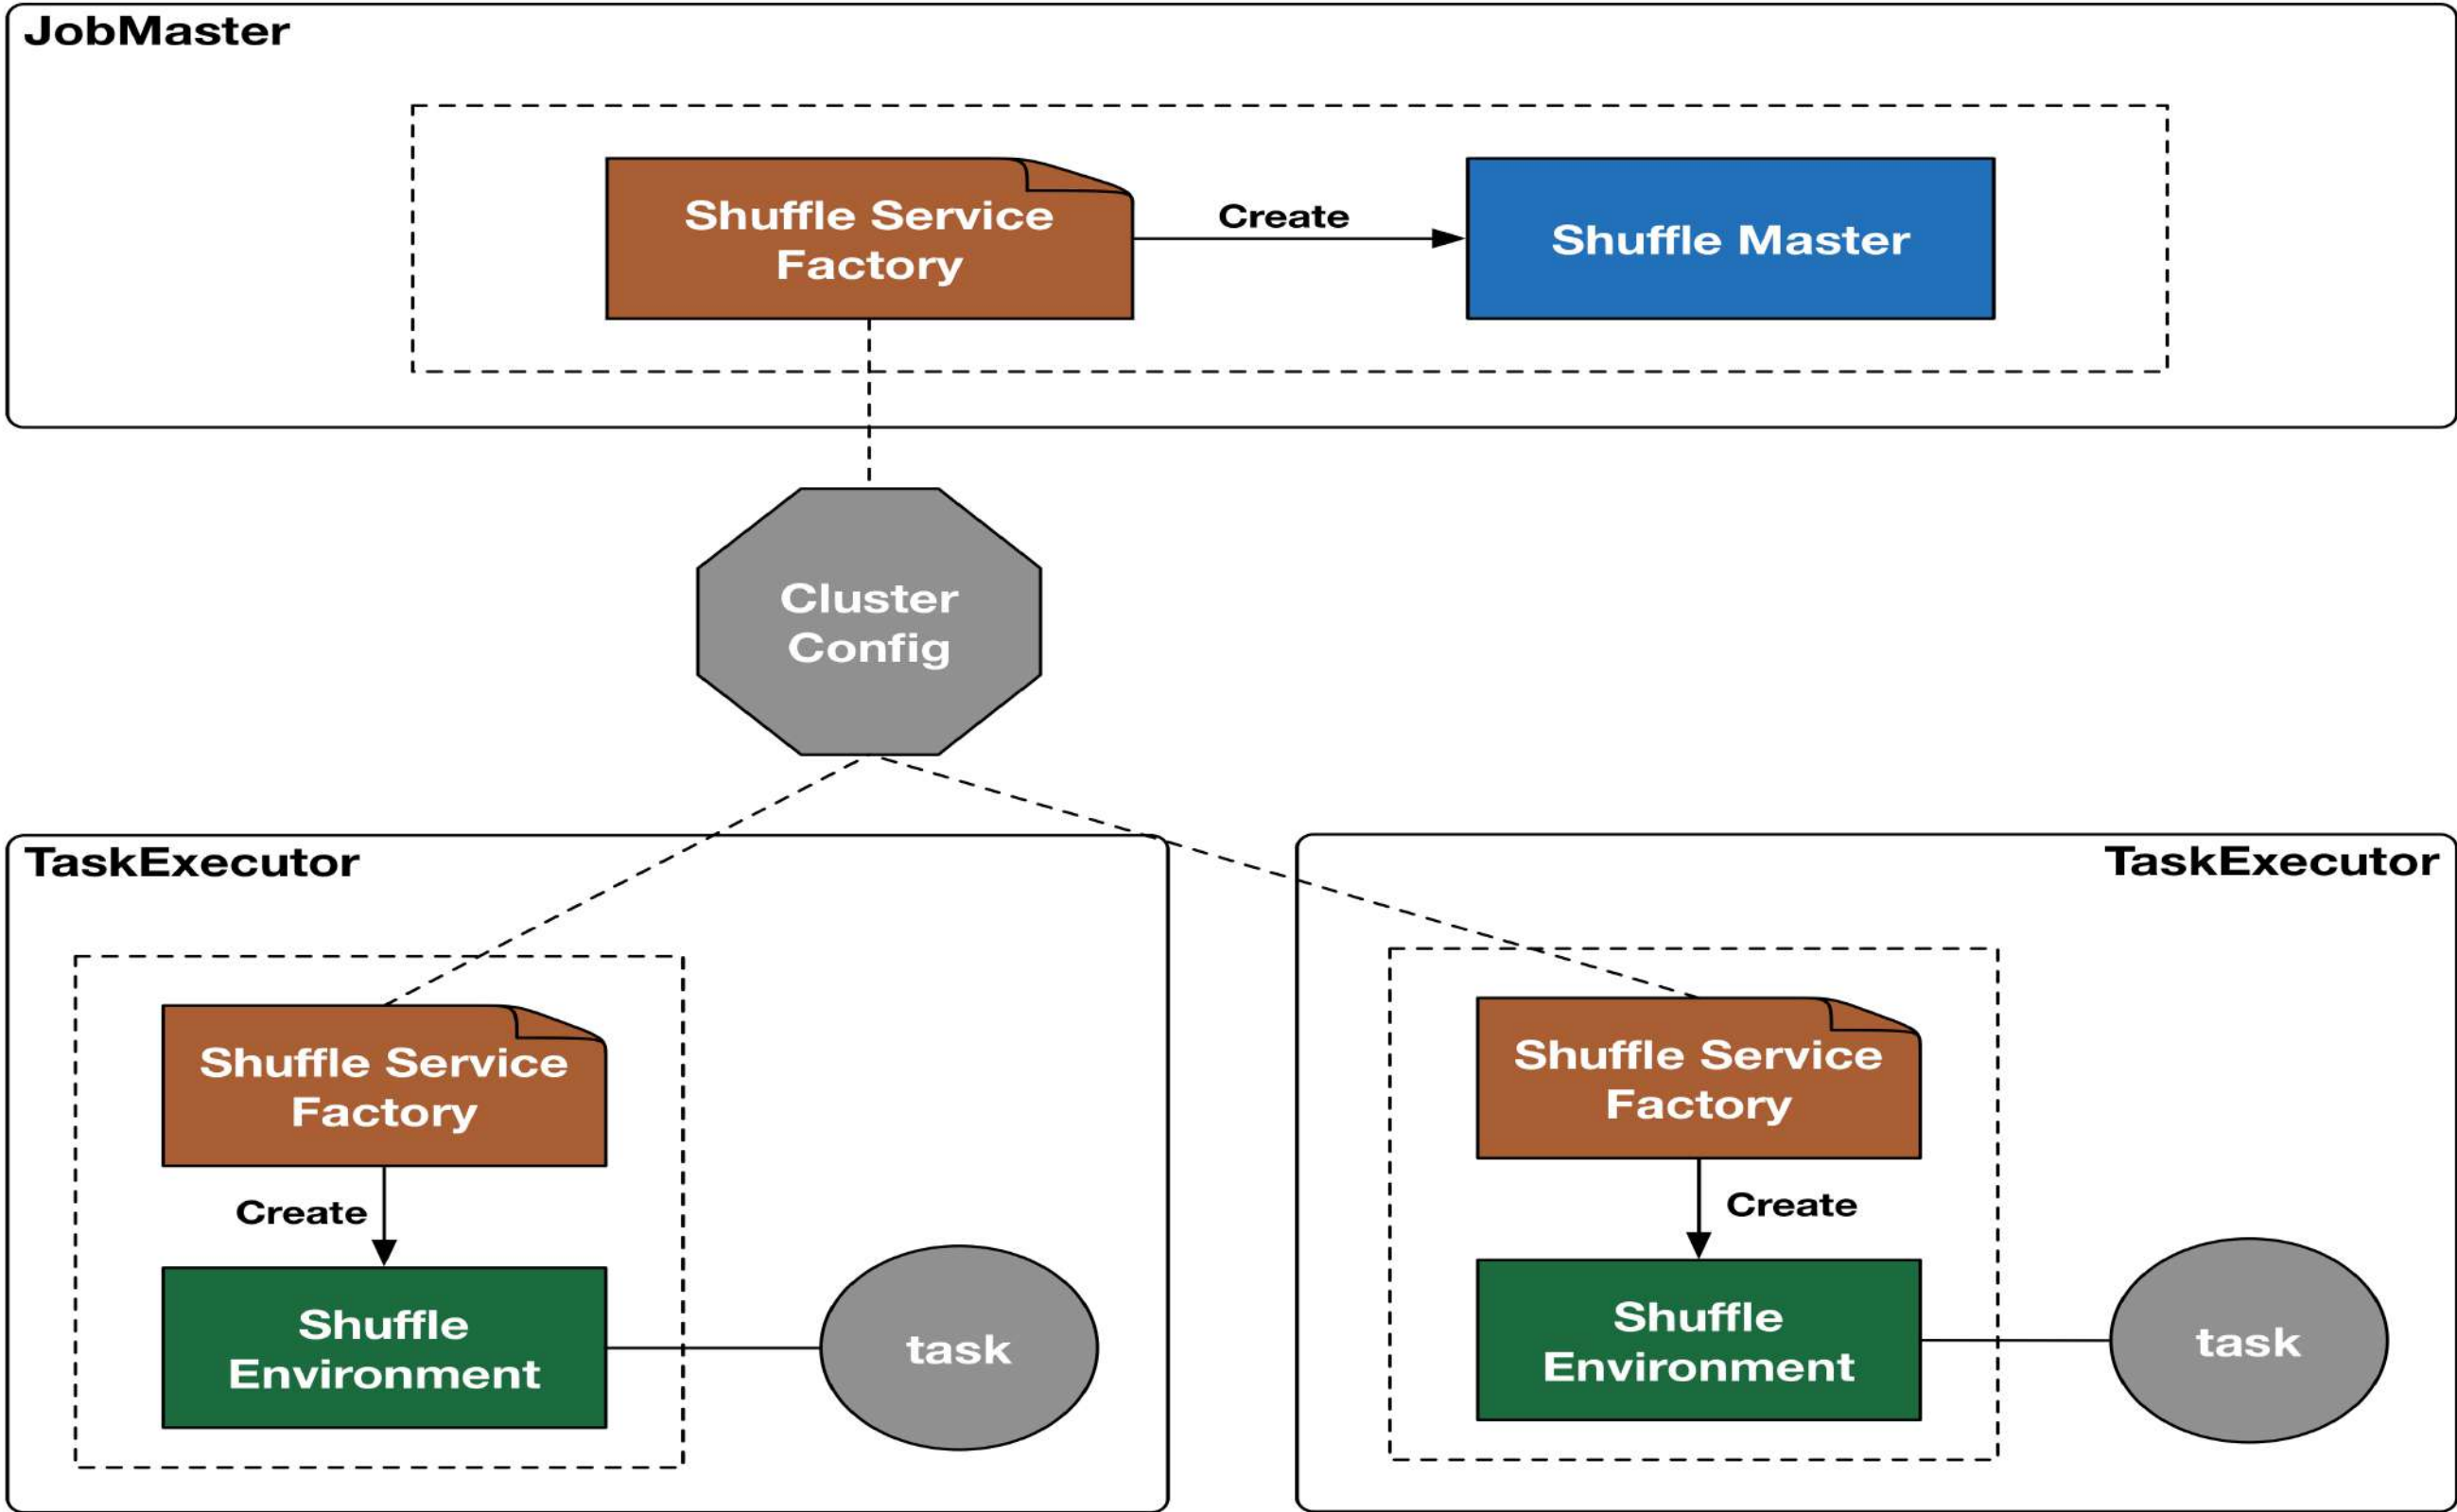 JobMaster
Shuffle Service
Factory
Create
Shuffle Master
Cluster
Config
TaskExecutor
Shuffle Service
Factory
Create
Shuffle
Environment
task
TaskExecutor
Shuffle Service
Factory
Create
Shuffle
Environment
task